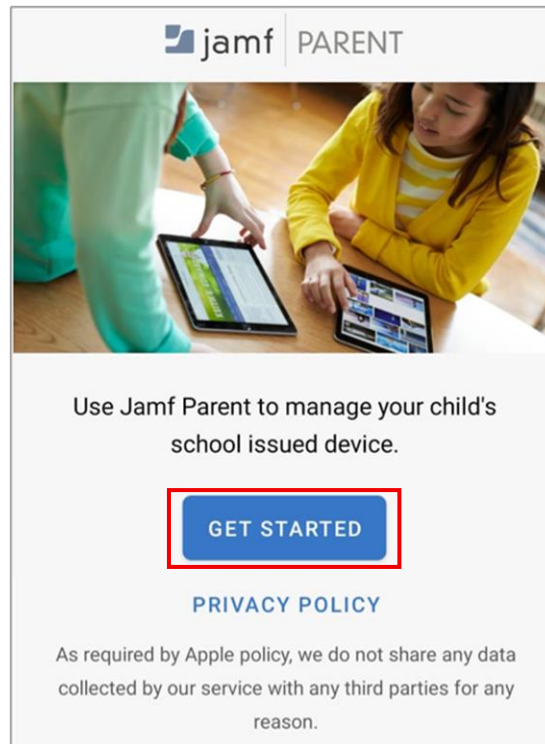 jamf PARENT
Use Jamf Parent to manage your child's
school issued device.
GET STARTED
PRIVACY POLICY
As required by Apple policy, we do not share any data
collected by our service with any third parties for any
reason.